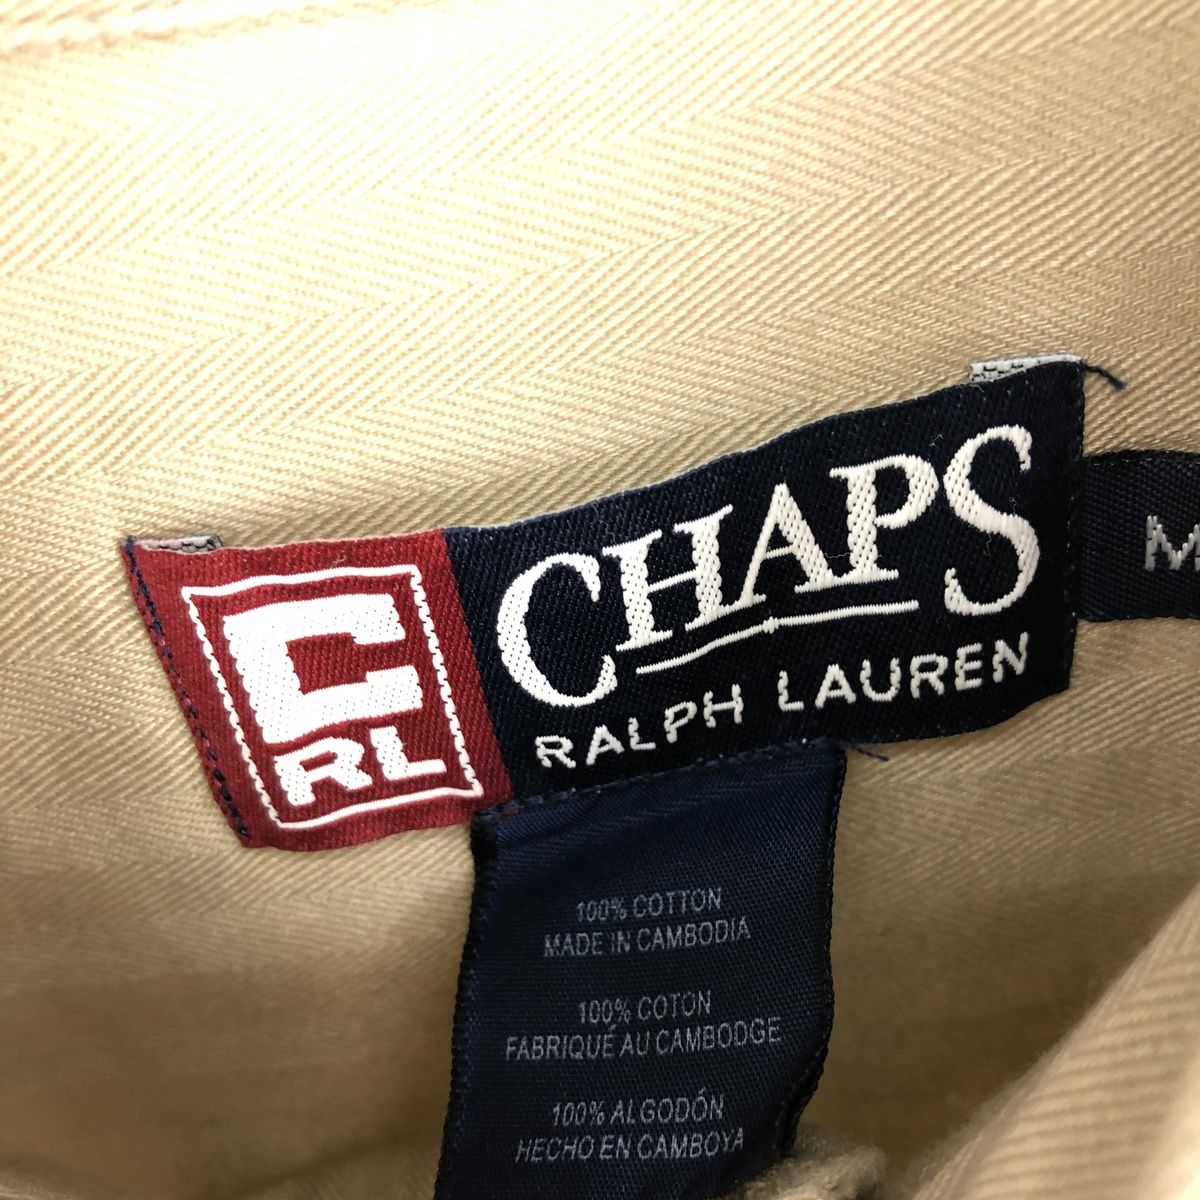 C
RL
CHAPS
RALPH LAUREN
M
100% COTTON
MADE IN CAMBODIA
100% COTON
FABRIQUÉ AU CAMBODGE
100% ALGODÓN
HECHO EN CAMBOYA